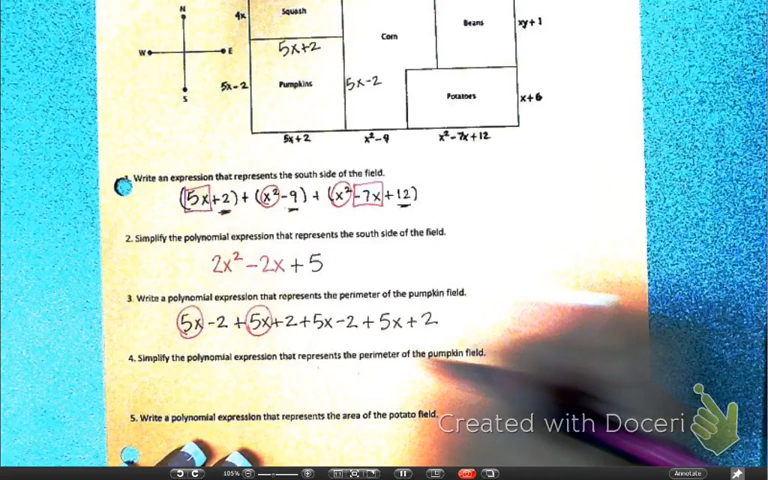 N
4x
Squash
Corn
Beans
xy+1
W
E
5x+2
S
5x-2
Pumpkins
5x-2
Potatoes
x+6
5x+2
x²-9
x²-7x+12
Write an expression that represents the south side of the field.
(5x+2)+(x²-9)+(x²-7x+12)
2. Simplify the polynomial expression that represents the south side of the field.
2x²-2x+5
3. Write a polynomial expression that represents the perimeter of the pumpkin field.
5x-2+5x+2+5x-2+5x+2
4. Simplify the polynomial expression that represents the perimeter of the pumpkin field.
5. Write a polynomial expression that represents the area of the potato field.
Created with Doceri
105%
Annotate